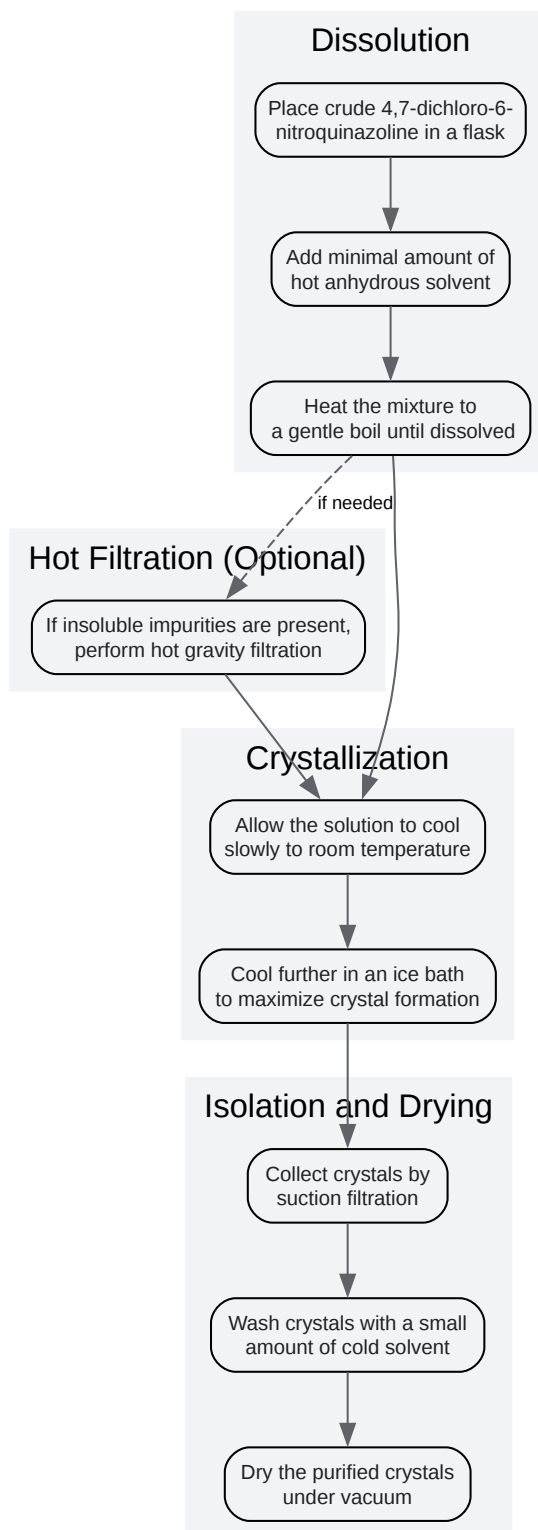 Dissolution
Place crude 4,7-dichloro-6-
nitroquinazoline in a flask
Add minimal amount of
hot anhydrous solvent
Heat the mixture to
a gentle boil until dissolved
if needed
Hot Filtration (Optional)
If insoluble impurities are present,
perform hot gravity filtration
Crystallization
Allow the solution to cool
slowly to room temperature
Cool further in an ice bath
to maximize crystal formation
Isolation and Drying
Collect crystals by
suction filtration
Wash crystals with a small
amount of cold solvent
Dry the purified crystals
under vacuum